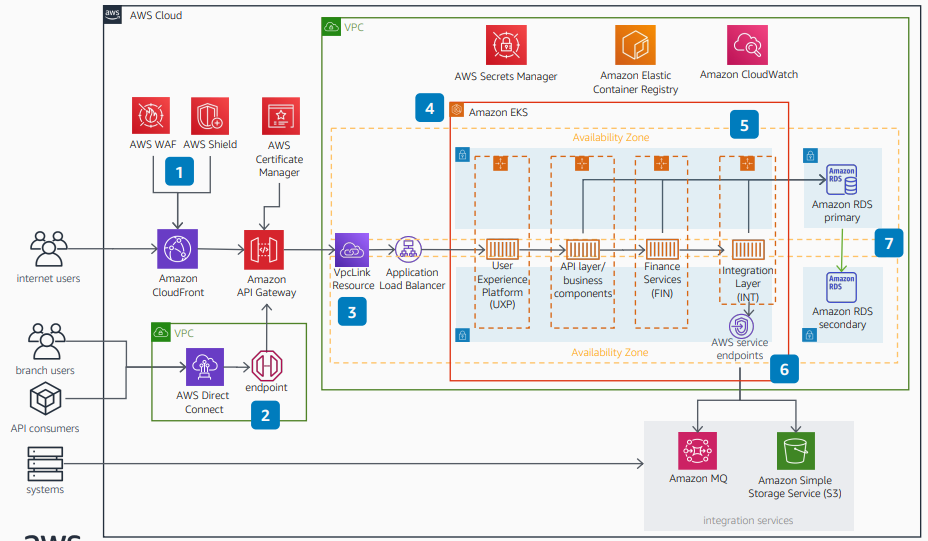 aws
AWS Cloud
VPC
AWS Secrets Manager
Amazon Elastic
Container Registry
Amazon CloudWatch
4
Amazon EKS
5
Availability Zone
AWS WAF
AWS Shield
AWS
Certificate
Manager
1
Amazon
RDS
Amazon RDS
primary
internet users
Amazon
CloudFront
Amazon
API Gateway
VpcLink
Resource
Application
Load Balancer
User
Experience
Platform
(UXP)
API layer/
business
components
Finance
Services
(FIN)
Integration
Layer
(INT)
7
3
Amazon
RDS
Amazon RDS
secondary
branch users
VPC
AWS Direct
Connect
endpoint
2
Availability Zone
AWS service
endpoints
6
API consumers
systems
Amazon MQ
Amazon Simple
Storage Service (S3)
integration services
aws